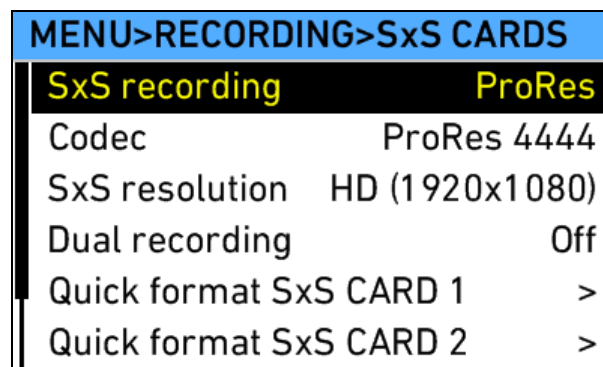 MENU>RECORDING>SxS CARDS
SxS recording ProRes
Codec ProRes 4444
SxS resolution HD (1920x1080)
Dual recording Off
Quick format SxS CARD 1 >
Quick format SxS CARD 2 >